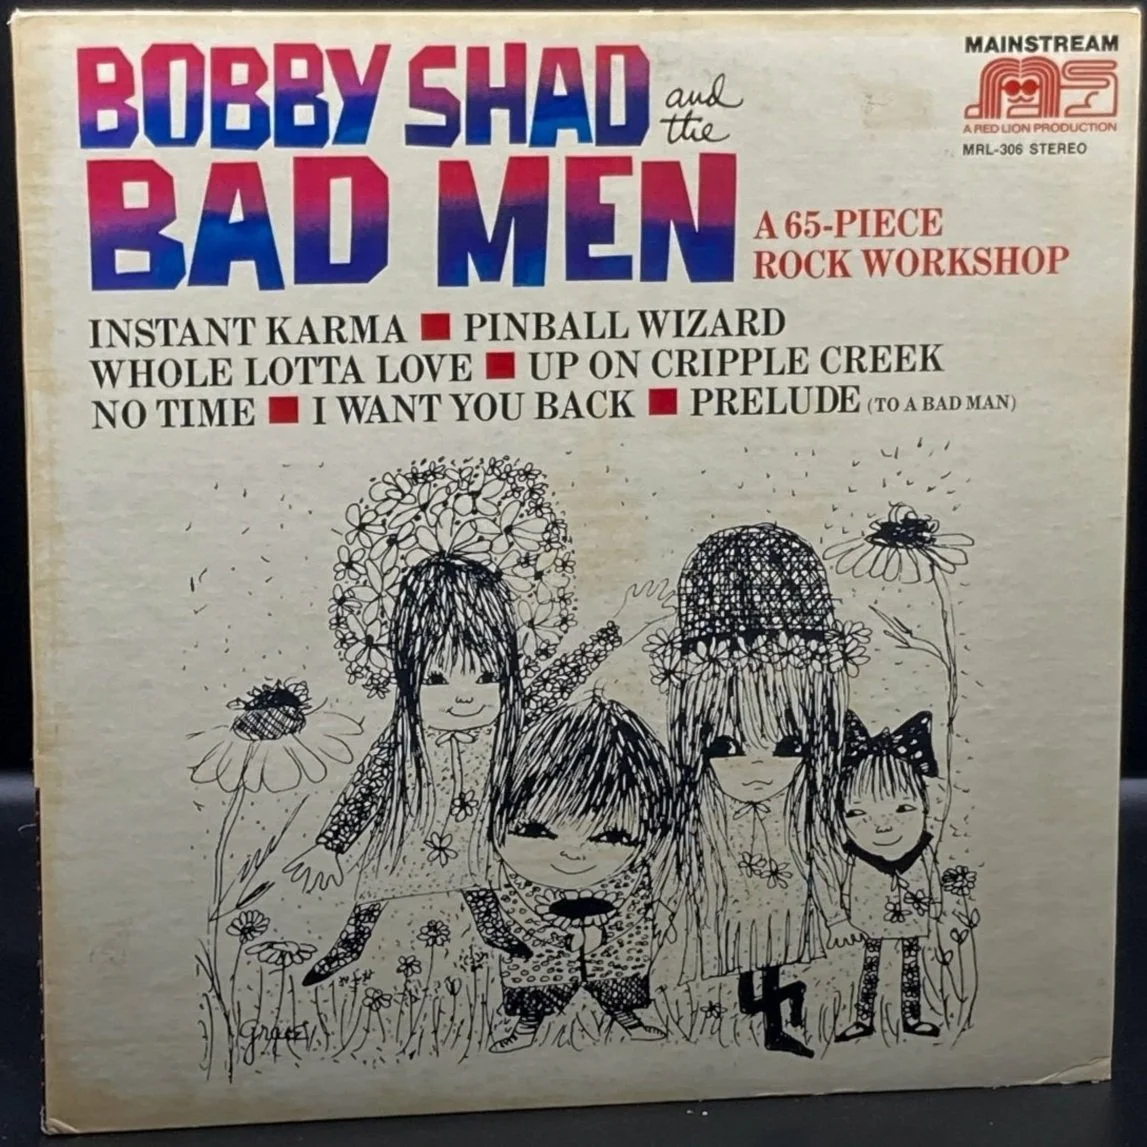 BOBBY SHAD and the
BAD MEN
MAINSTREAM
MS
A RED LION PRODUCTION
MRL-306 STEREO
A 65-PIECE
ROCK WORKSHOP
INSTANT KARMA ■ PINBALL WIZARD
WHOLE LOTTA LOVE ■ UP ON CRIPPLE CREEK
NO TIME ■ I WANT YOU BACK ■ PRELUDE (TO A BAD MAN)